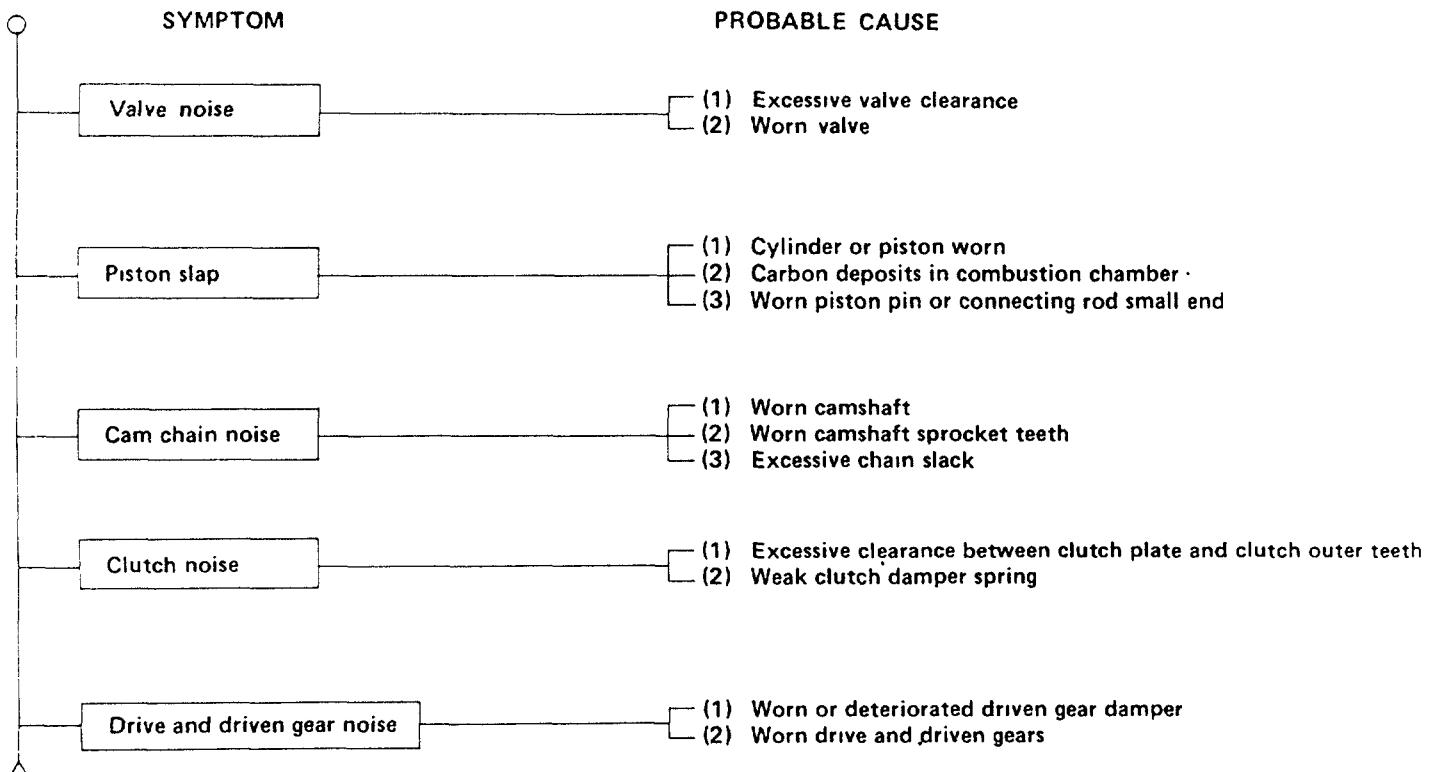 SYMPTOM PROBABLE CAUSE
Valve noise
(1) Excessive valve clearance
(2) Worn valve
Piston slap
(1) Cylinder or piston worn
(2) Carbon deposits in combustion chamber
(3) Worn piston pin or connecting rod small end
Cam chain noise
(1) Worn camshaft
(2) Worn camshaft sprocket teeth
(3) Excessive chain slack
Clutch noise
(1) Excessive clearance between clutch plate and clutch outer teeth
(2) Weak clutch damper spring
Drive and driven gear noise
(1) Worn or deteriorated driven gear damper
(2) Worn drive and driven gears